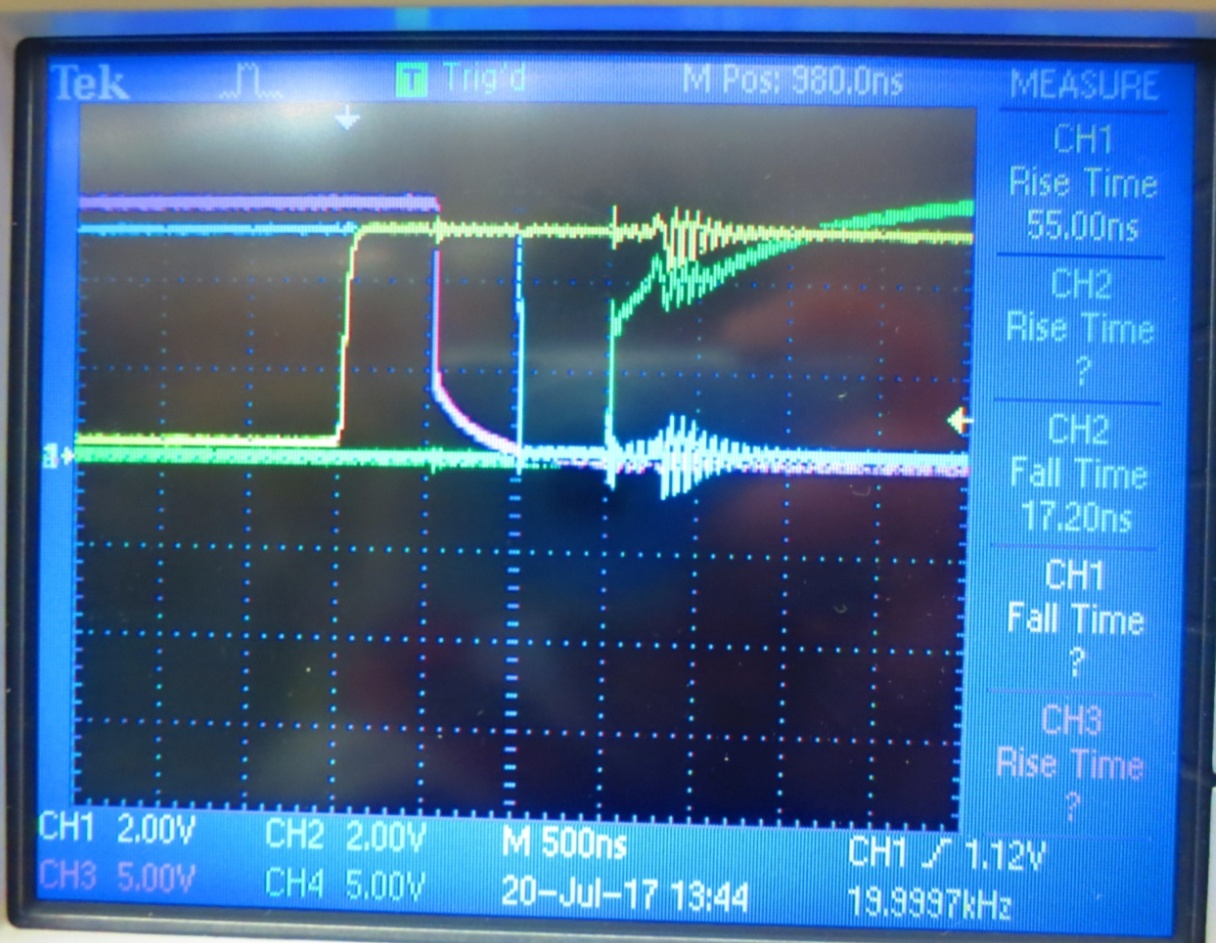 Tek T Trig'd M Pos: 980.0ns MEASURE
CH1
Rise Time
55.00ns
CH2
Rise Time
?
CH2
Fall Time
17.20ns
CH1
Fall Time
?
CH3
Rise Time
?
CH1 2.00V CH2 2.00V M 500ns CH1 1.12V
CH3 5.00V CH4 5.00V 20-Jul-17 13:44 19.9997kHz